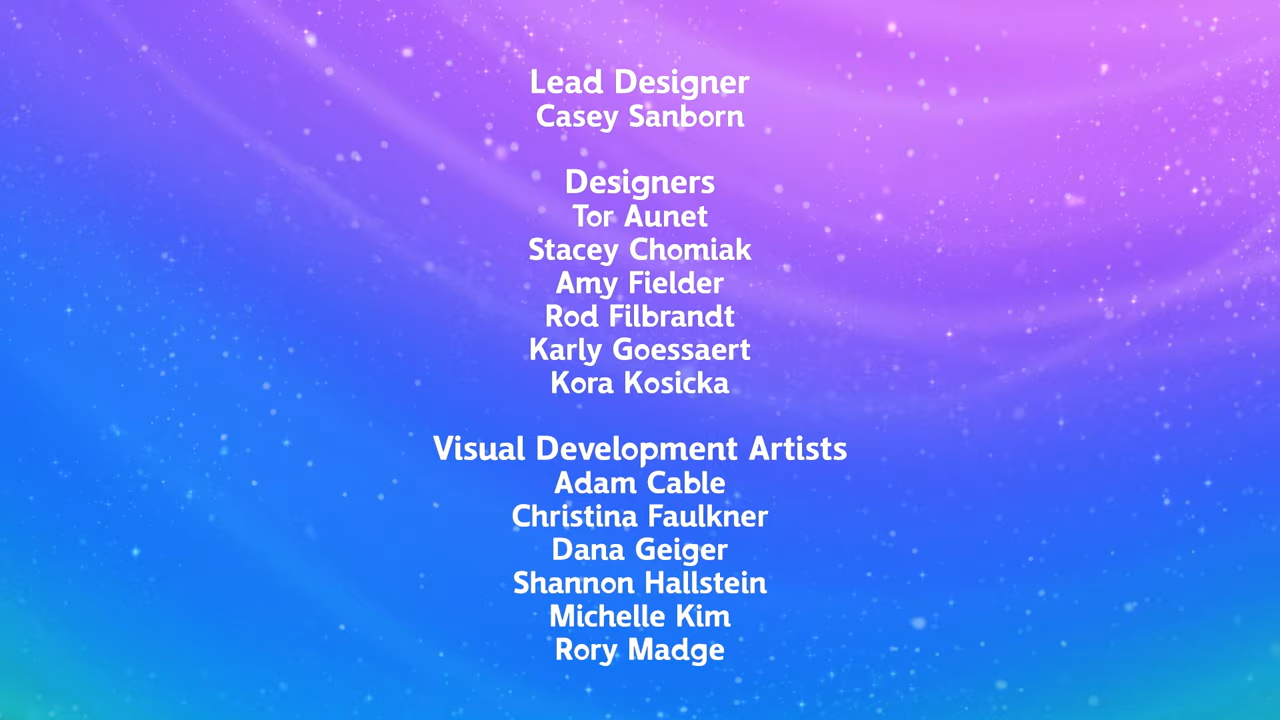 Lead Designer
Casey Sanborn
Designers
Tor Aunet
Stacey Chomiak
Amy Fielder
Rod Filbrandt
Karly Goessaert
Kora Kosicka
Visual Development Artists
Adam Cable
Christina Faulkner
Dana Geiger
Shannon Hallstein
Michelle Kim
Rory Madge